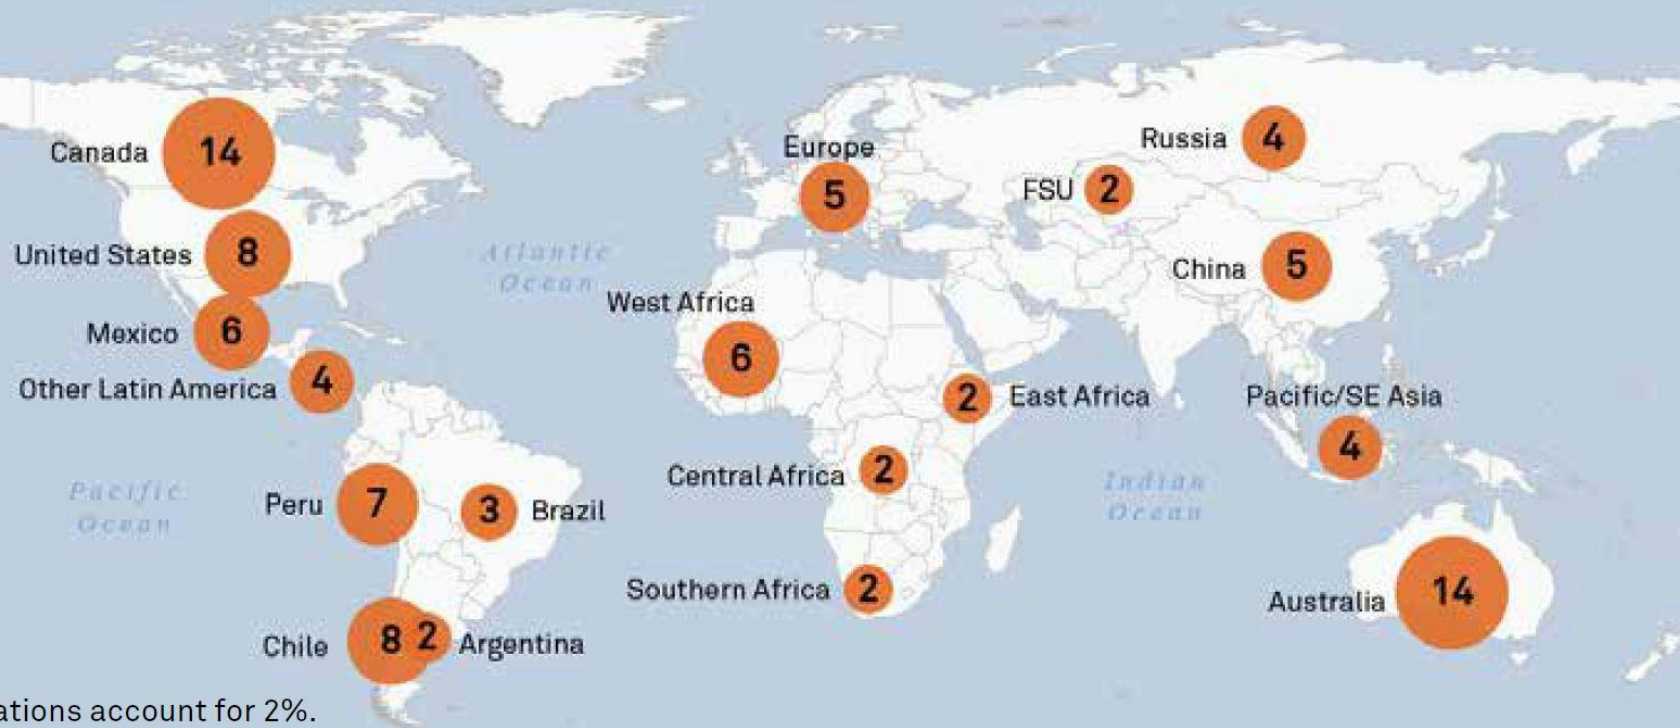 Canada 14
United States 8
Mexico 6
Other Latin America 4
Peru 7
3 Brazil
Chile 8
2 Argentina
Atlantic
Ocean
Pacific
Ocean
Europe
5
West Africa
6
2 East Africa
Central Africa 2
Southern Africa 2
Russia 4
FSU 2
China 5
Pacific/SE Asia
4
Indian
Ocean
Australia 14
ations account for 2%.